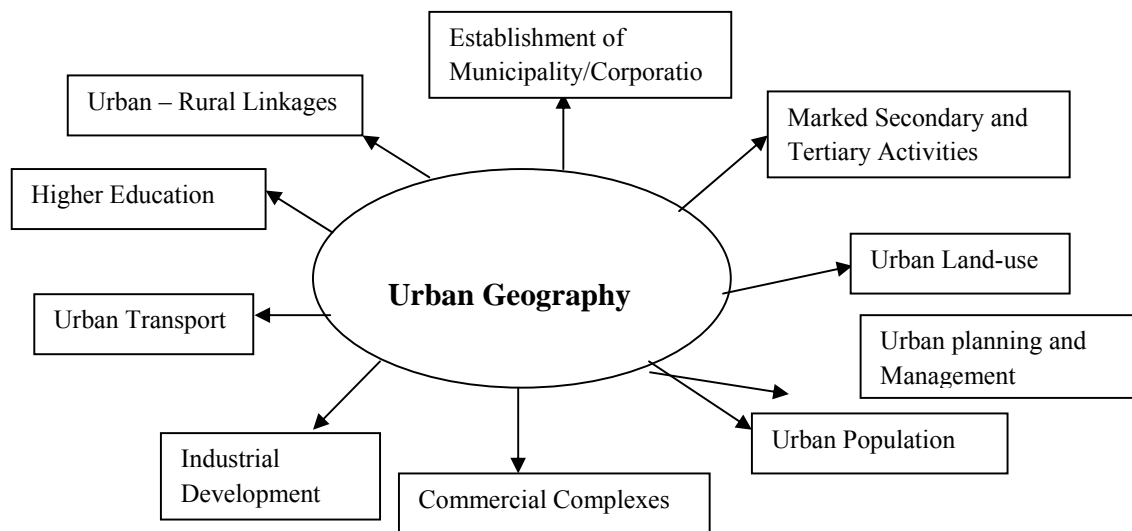 Establishment of
Municipality/Corporatio
Urban – Rural Linkages
Marked Secondary and
Tertiary Activities
Higher Education
Urban Land-use
Urban Geography
Urban Transport
Urban planning and
Management
Urban Population
Industrial
Development
Commercial Complexes